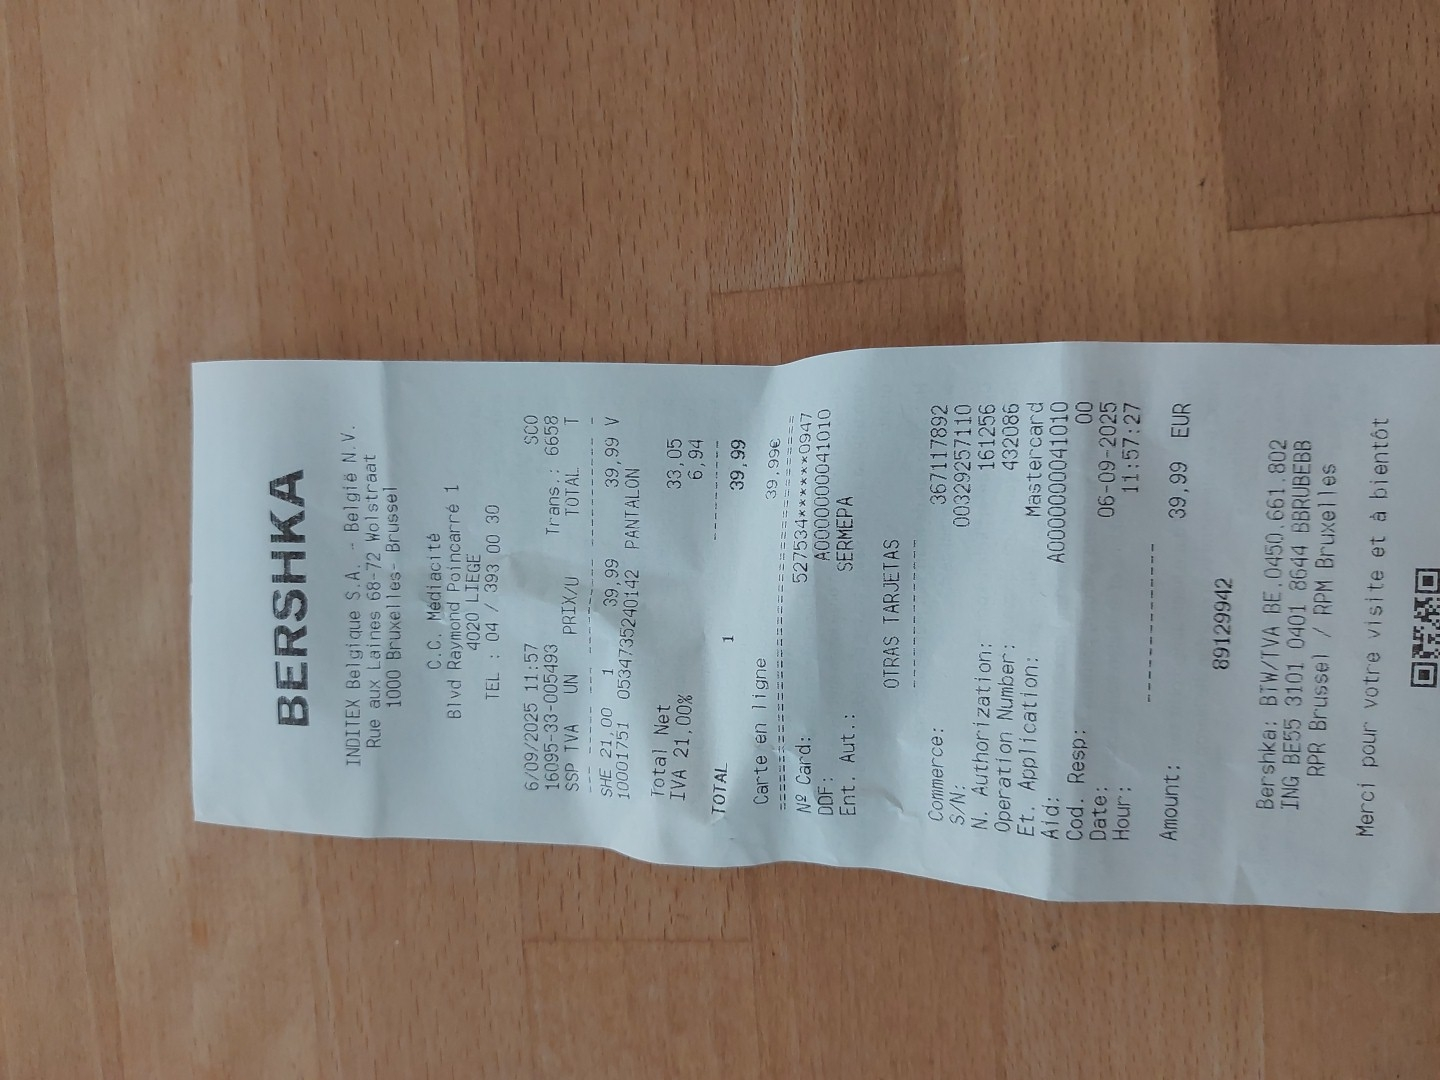 BERSHKA
INDITEX Belgique S.A. - België N.V.
Rue aux Laines 68-72 Wolstraat
1000 Bruxelles- Brussel
C.C. Médiacité
Blvd Raymond Poincarré 1
4020 LIEGE
TEL : 04 / 393 00 30
6/09/2025 11:57 SCO
16095-33-005493 Trans.: 6658
SSP IVA UN PRIX/U TOTAL T
SHE 21,00 1 39,99 39,99 V
10001751 05347352401​42 PANTALON
Total Net 33,05
IVA 21,00% 6,94
TOTAL 1 39,99
Carte en ligne 39.99€
Nº Card: 527534******0947
DDF: A0000000041010
Ent. Aut.: SERMEPA
OTRAS TARJETAS
Commerce: 367117892
S/N: 00329257110
N. Authorization: 161256
Operation Number: 432086
Et. Application: Mastercard
Aid: A0000000041010
Cod. Resp: 00
Date: 06-09-2025
Hour: 11:57:27
Amount: 39,99 EUR
89129942
Bershka: BTW/TVA BE.0450.661.802
ING BE55 3101 0401 8644 BBRUBEBB
RPR Brussel / RPM Bruxelles
Merci pour votre visite et à bientôt